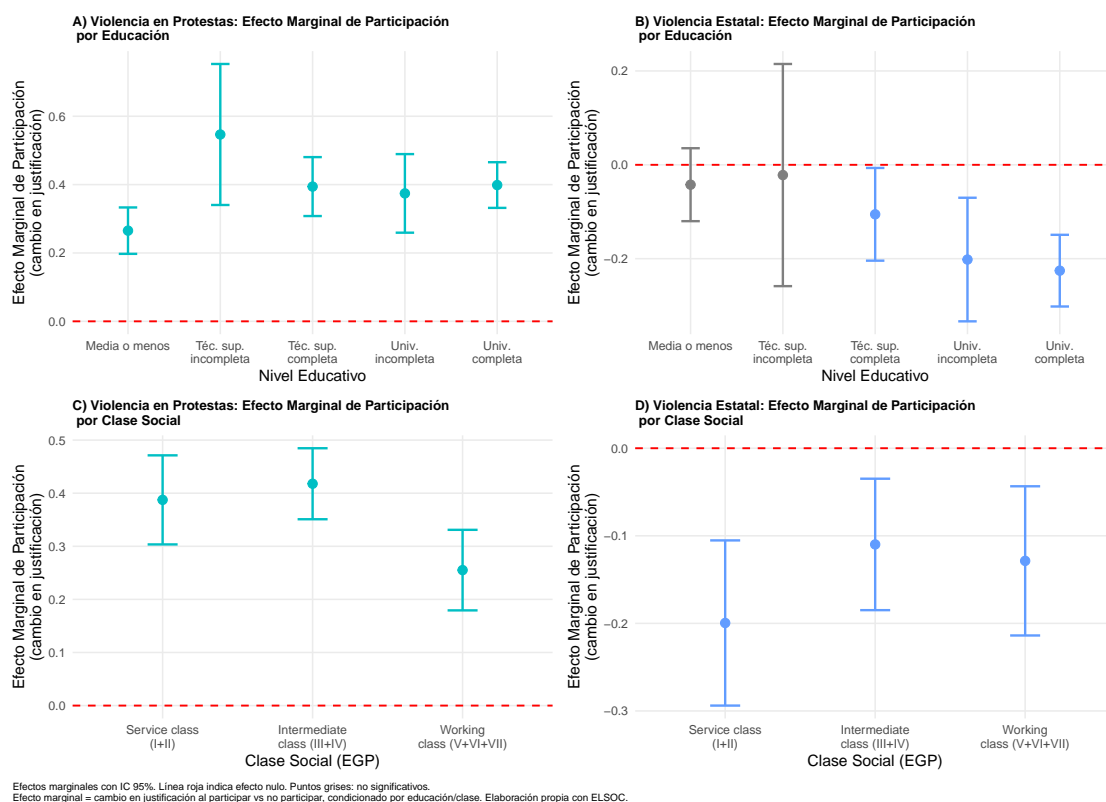 A) Violencia en Protestas: Efecto Marginal de Participación
por Educación
Efecto Marginal de Participación
(cambio en justificación)
0.6
0.4
0.2
0.0
Media o menos
Téc. sup.
incompleta
Téc. sup.
completa
Univ.
incompleta
Univ.
completa
Nivel Educativo
B) Violencia Estatal: Efecto Marginal de Participación
por Educación
Efecto Marginal de Participación
(cambio en justificación)
0.2
0.0
−0.2
Media o menos
Téc. sup.
incompleta
Téc. sup.
completa
Univ.
incompleta
Univ.
completa
Nivel Educativo
C) Violencia en Protestas: Efecto Marginal de Participación
por Clase Social
Efecto Marginal de Participación
(cambio en justificación)
0.5
0.4
0.3
0.2
0.1
0.0
Service class
(I+II)
Intermediate
class (III+IV)
Working
class (V+VI+VII)
Clase Social (EGP)
D) Violencia Estatal: Efecto Marginal de Participación
por Clase Social
Efecto Marginal de Participación
(cambio en justificación)
0.0
−0.1
−0.2
−0.3
Service class
(I+II)
Intermediate
class (III+IV)
Working
class (V+VI+VII)
Clase Social (EGP)
Efectos marginales con IC 95%. Línea roja indica efecto nulo. Puntos grises: no significativos.
Efecto marginal = cambio en justificación al participar vs no participar, condicionado por educación/clase. Elaboración propia con ELSOC.